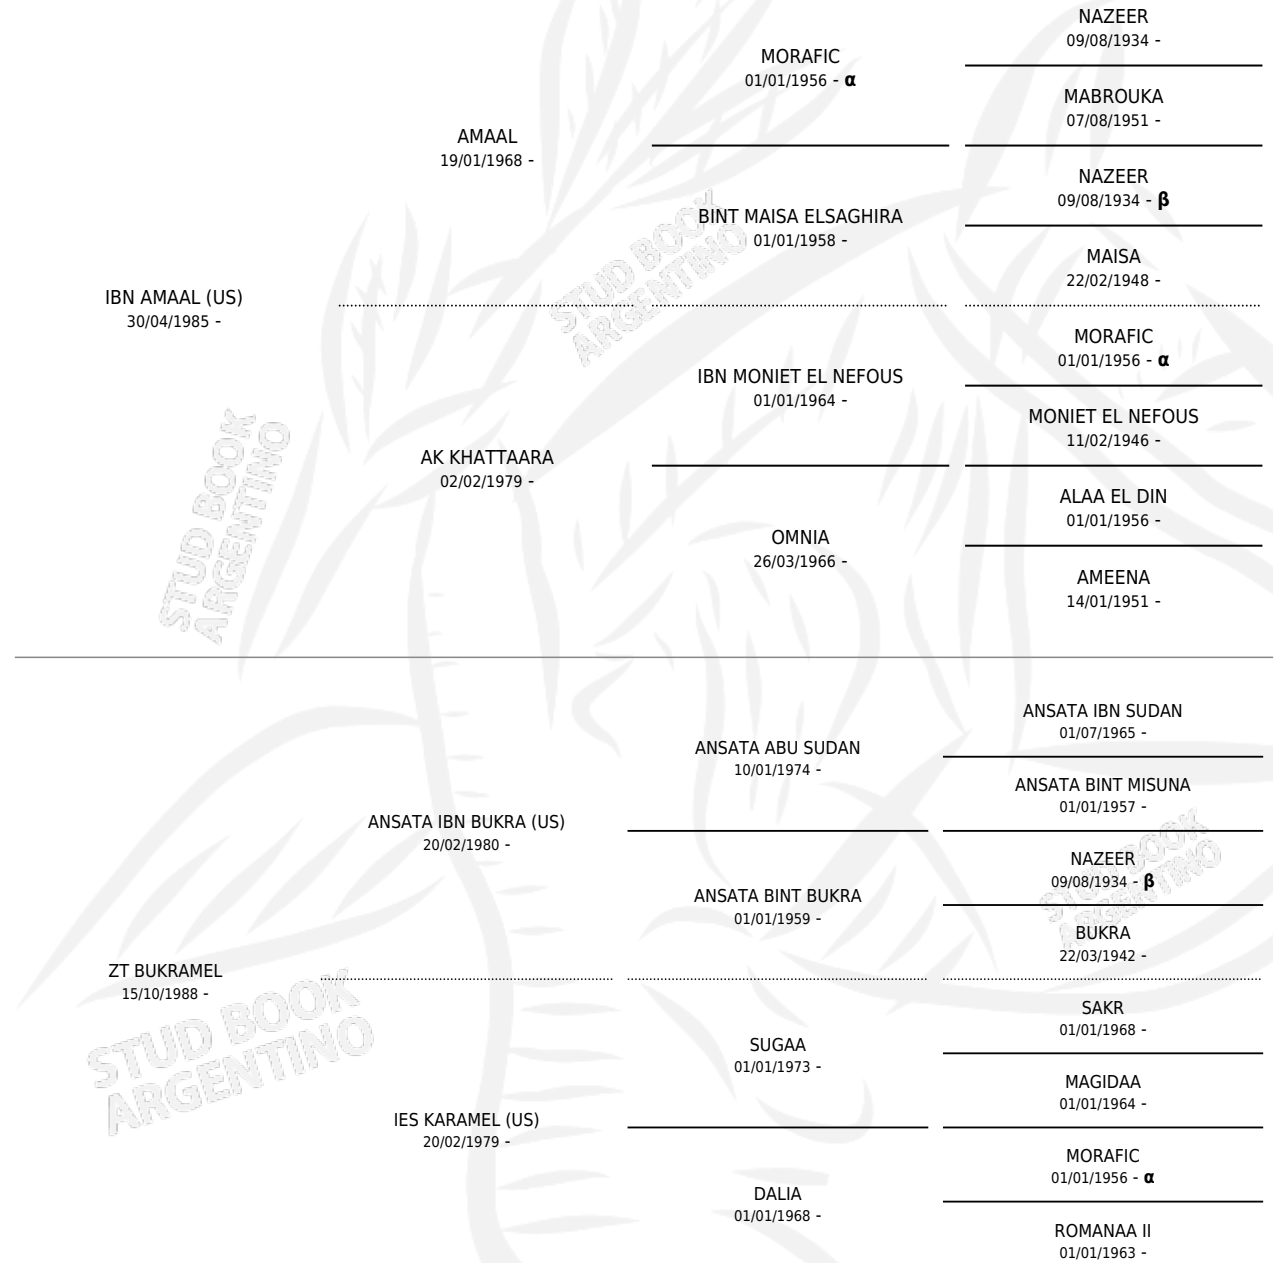 NAZEER
09/08/1934 -
MORAFIC
01/01/1956 - α
MABROUKA
07/08/1951 -
AMAAL
19/01/1968 -
NAZEER
09/08/1934 - β
BINT MAISA ELSAGHIRA
01/01/1958 -
MAISA
22/02/1948 -
IBN AMAAL (US)
30/04/1985 -
MORAFIC
01/01/1956 - α
IBN MONIET EL NEFOUS
01/01/1964 -
MONIET EL NEFOUS
11/02/1946 -
AK KHATTAARA
02/02/1979 -
ALAA EL DIN
01/01/1956 -
OMNIA
26/03/1966 -
AMEENA
14/01/1951 -
STUD BOOK
ARGENTINO
STUD BOOK
ARGENTINO
ANSATA IBN SUDAN
01/07/1965 -
ANSATA ABU SUDAN
10/01/1974 -
ANSATA BINT MISUNA
01/01/1957 -
ANSATA IBN BUKRA (US)
20/02/1980 -
NAZEER
09/08/1934 - β
ANSATA BINT BUKRA
01/01/1959 -
BUKRA
22/03/1942 -
ZT BUKRAMEL
15/10/1988 -
SAKR
01/01/1968 -
SUGAA
01/01/1973 -
MAGIDAA
01/01/1964 -
IES KARAMEL (US)
20/02/1979 -
MORAFIC
01/01/1956 - α
DALIA
01/01/1968 -
ROMANAA II
01/01/1963 -
STUD BOOK
ARGENTINO
STUD BOOK
ARGENTINO